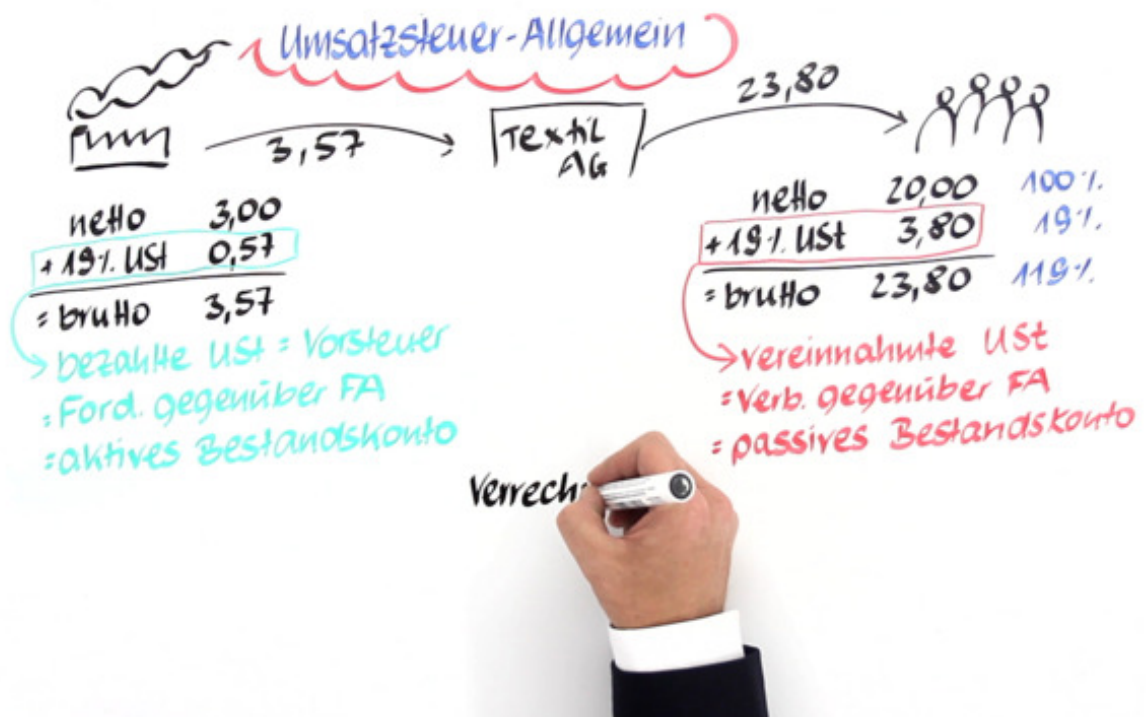 Umsatzsteuer-Allgemein
3,57
Textil
AG
23,80
netto 3,00
+ 19% USt 0,57
= brutto 3,57
bezahlte USt = Vorsteuer
= Ford. gegenüber FA
= aktives Bestandskonto
netto 20,00 100%
+ 19% USt 3,80 19%
= brutto 23,80 119%
vereinnahmte USt
= Verb. gegenüber FA
= passives Bestandskonto
Verrech